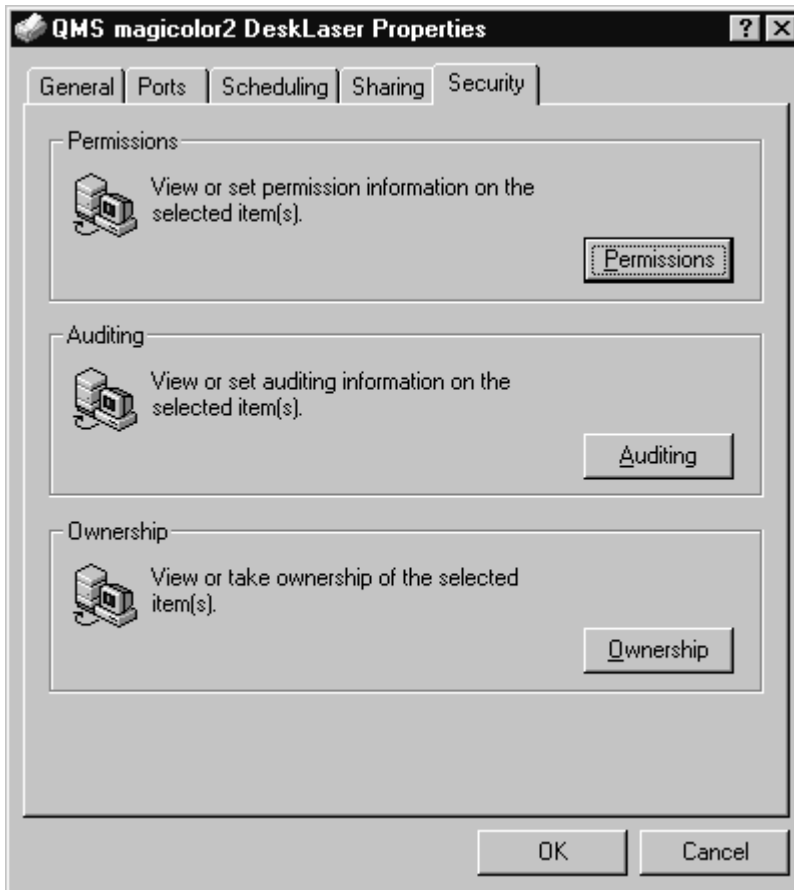 QMS magicolor2 DeskLaser Properties
General Ports Scheduling Sharing Security
Permissions
View or set permission information on the
selected item(s).
Permissions
Auditing
View or set auditing information on the
selected item(s).
Auditing
Ownership
View or take ownership of the selected
item(s).
Ownership
OK Cancel